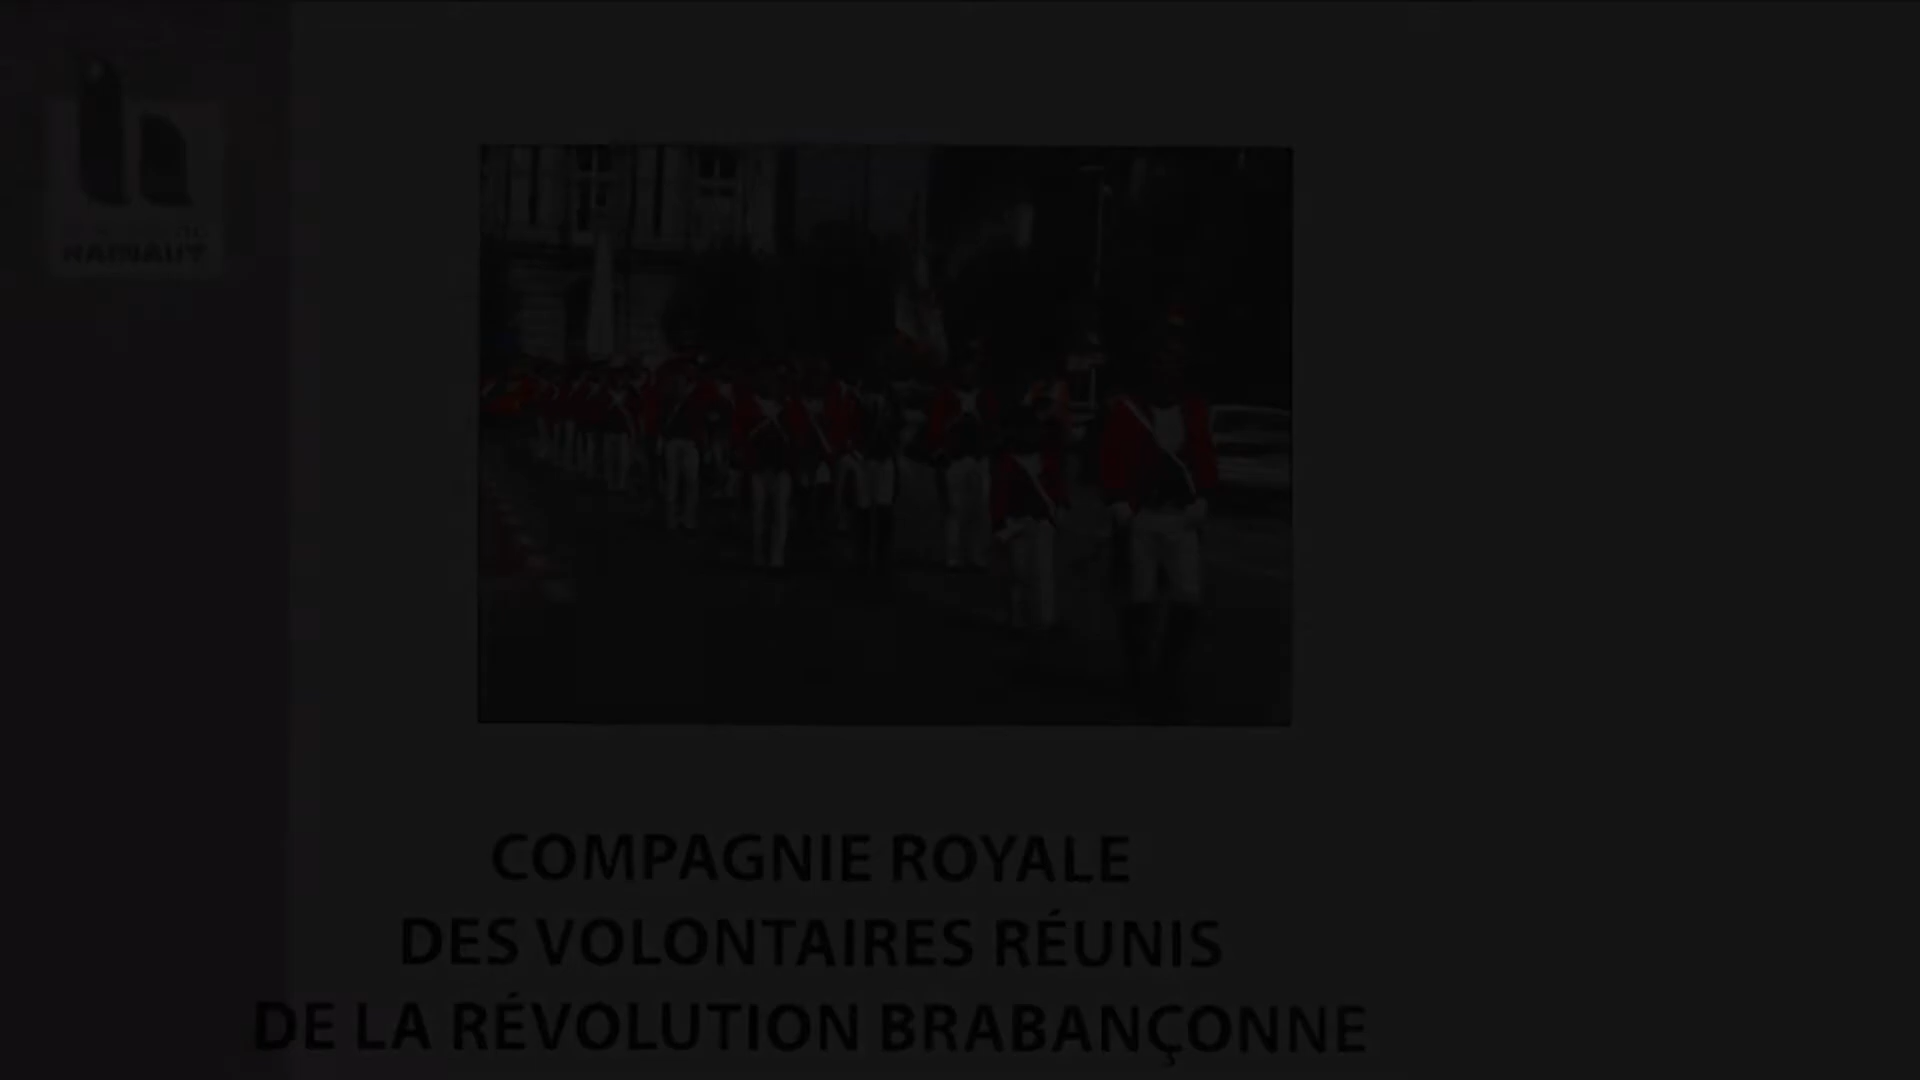 HAINAUT
COMPAGNIE ROYALE
DES VOLONTAIRES RÉUNIS
DE LA RÉVOLUTION BRABANÇONNE